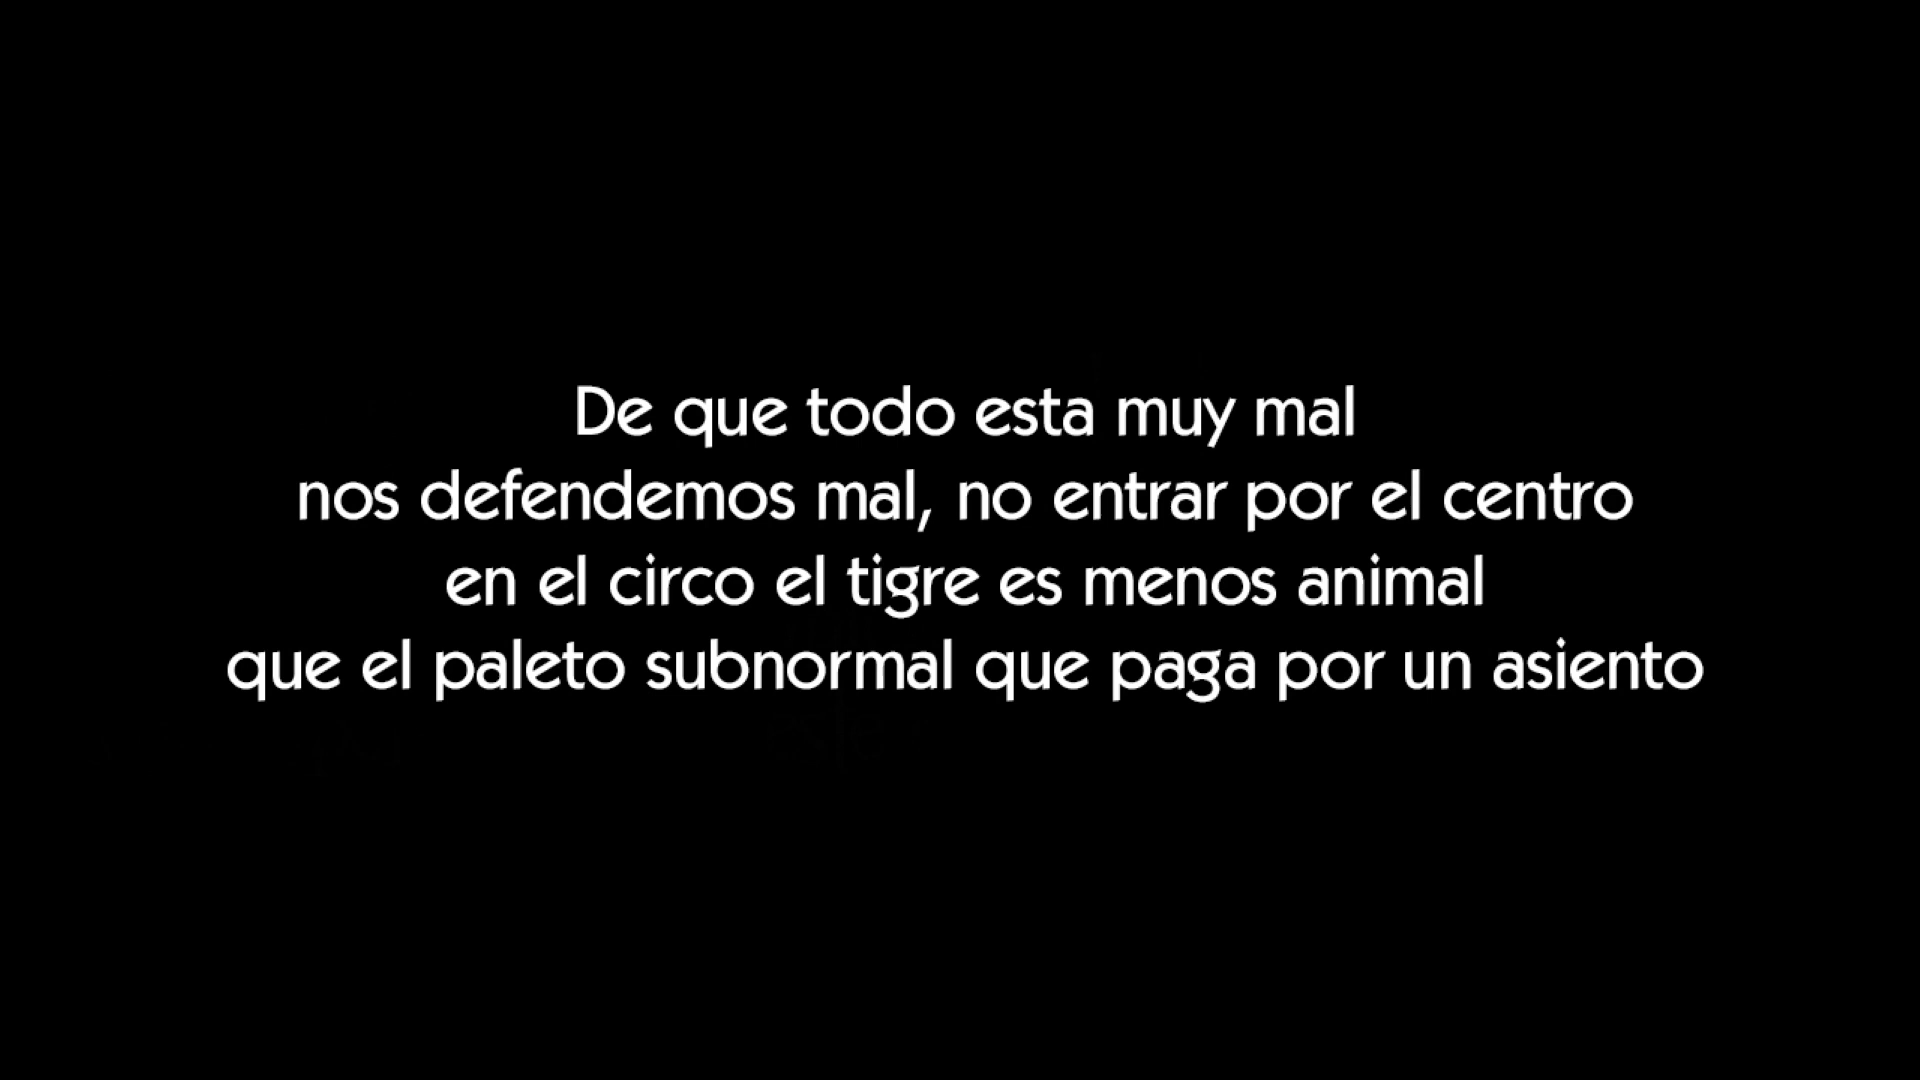 De que todo esta muy mal
nos defendemos mal, no entrar por el centro
en el circo el tigre es menos animal
que el paleto subnormal que paga por un asiento